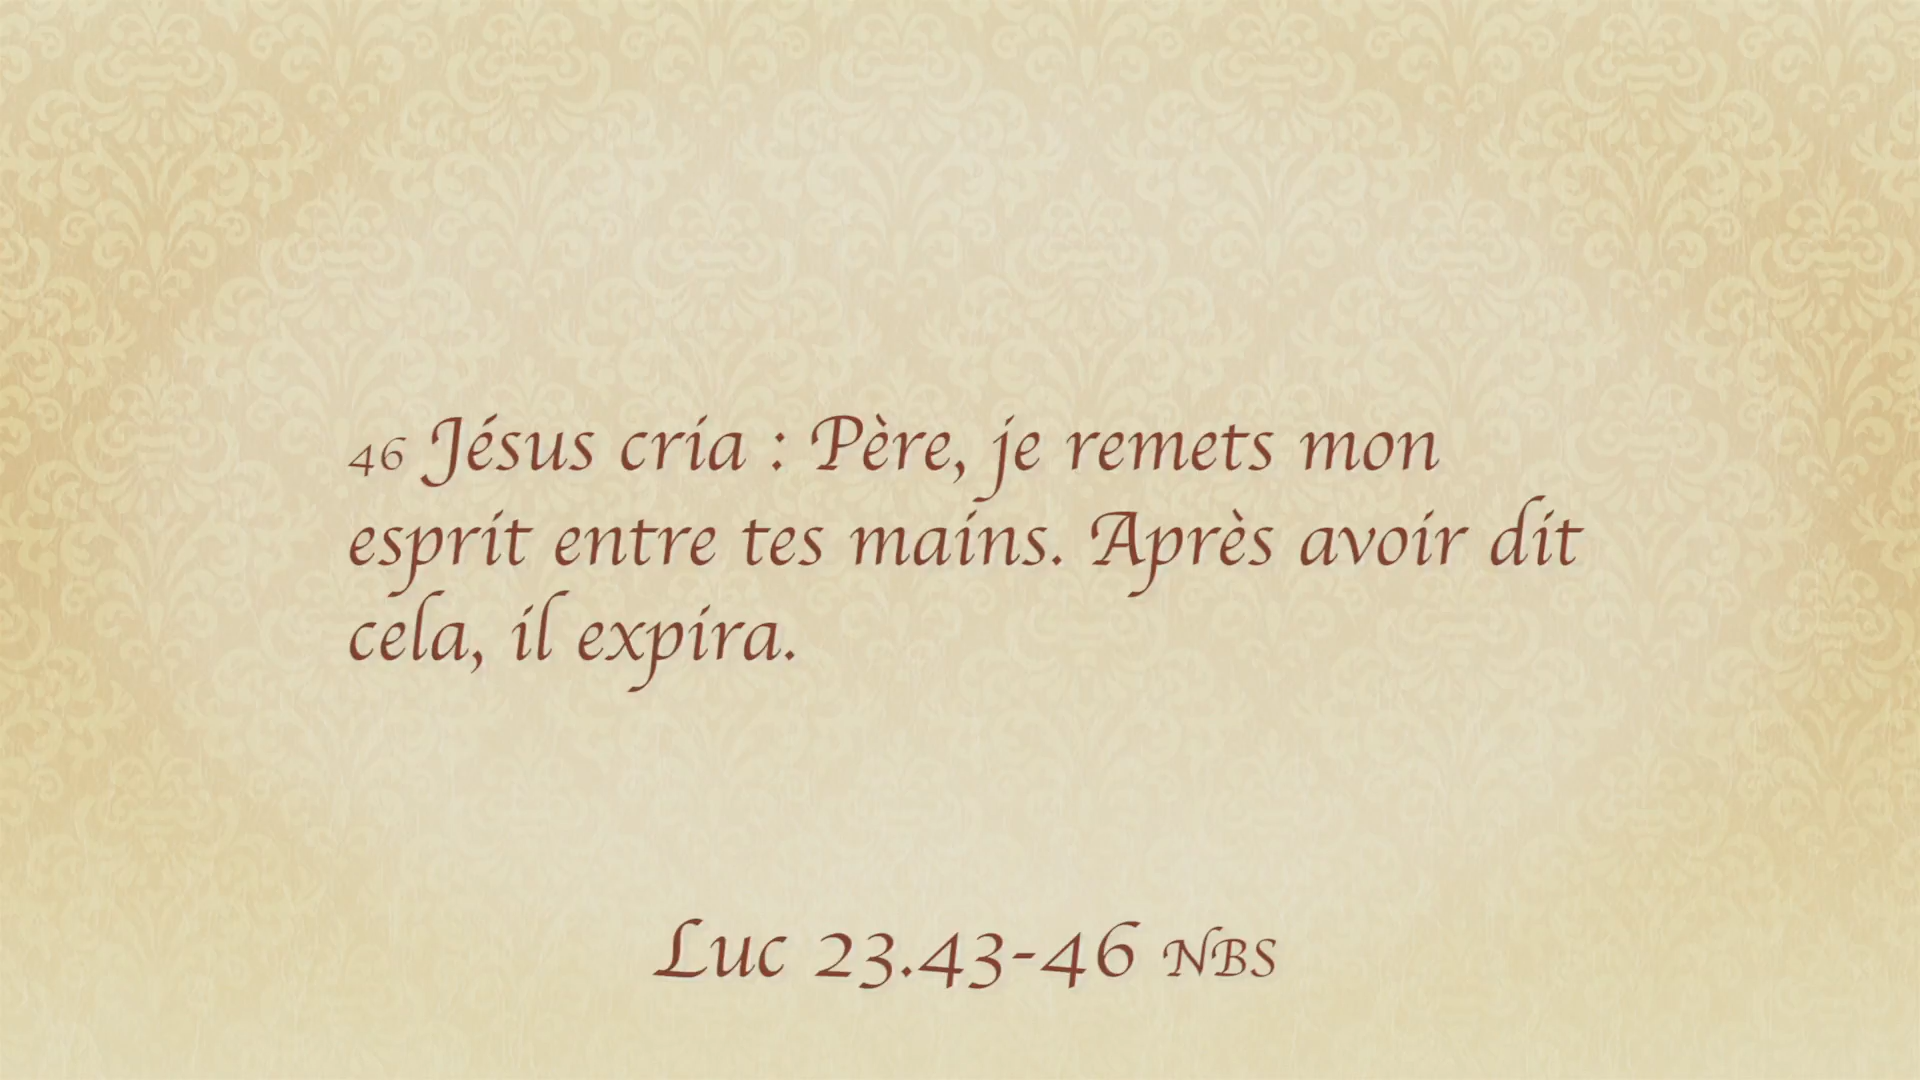 46 Jésus cria : Père, je remets mon
esprit entre tes mains. Après avoir dit
cela, il expira.
Luc 23.43-46 NBS